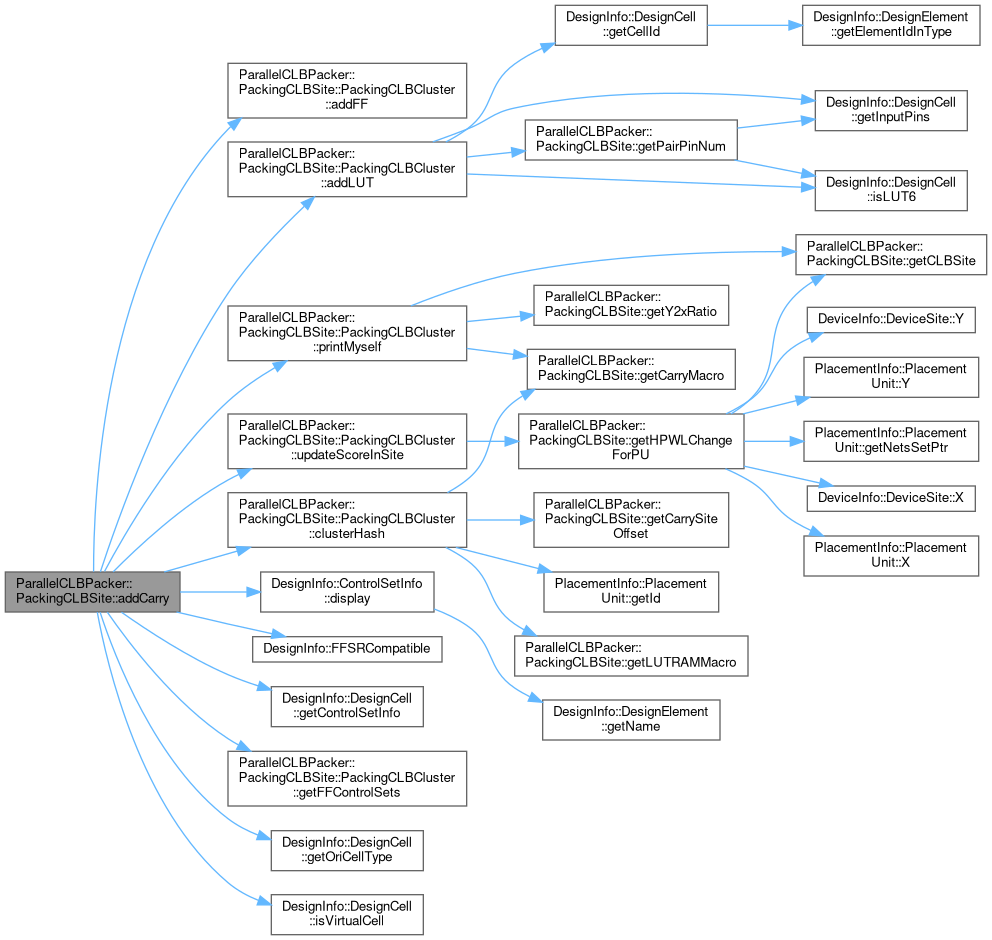 DesignInfo::DesignCell
::getCellId
DesignInfo::DesignElement
::getElementIdInType
ParallelCLBPacker::
PackingCLBSite::PackingCLBCluster
::addFF
DesignInfo::DesignCell
::getInputPins
ParallelCLBPacker::
PackingCLBSite::getPairPinNum
ParallelCLBPacker::
PackingCLBSite::PackingCLBCluster
::addLUT
DesignInfo::DesignCell
::isLUT6
ParallelCLBPacker::
PackingCLBSite::getCLBSite
ParallelCLBPacker::
PackingCLBSite::getY2xRatio
ParallelCLBPacker::
PackingCLBSite::PackingCLBCluster
::printMyself
DeviceInfo::DeviceSite::Y
ParallelCLBPacker::
PackingCLBSite::getCarryMacro
PlacementInfo::Placement
Unit::Y
ParallelCLBPacker::
PackingCLBSite::PackingCLBCluster
::updateScoreInSite
ParallelCLBPacker::
PackingCLBSite::getHPWLChange
ForPU
PlacementInfo::Placement
Unit::getNetsSetPtr
DeviceInfo::DeviceSite::X
ParallelCLBPacker::
PackingCLBSite::PackingCLBCluster
::clusterHash
ParallelCLBPacker::
PackingCLBSite::getCarrySite
Offset
PlacementInfo::Placement
Unit::X
ParallelCLBPacker::
PackingCLBSite::addCarry
DesignInfo::ControlSetInfo
::display
PlacementInfo::Placement
Unit::getId
DesignInfo::FFSRCompatible
ParallelCLBPacker::
PackingCLBSite::getLUTRAMMacro
DesignInfo::DesignCell
::getControlSetInfo
DesignInfo::DesignElement
::getName
ParallelCLBPacker::
PackingCLBSite::PackingCLBCluster
::getFFControlSets
DesignInfo::DesignCell
::getOriCellType
DesignInfo::DesignCell
::isVirtualCell